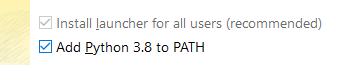 Install launcher for all users (recommended)
Add Python 3.8 to PATH